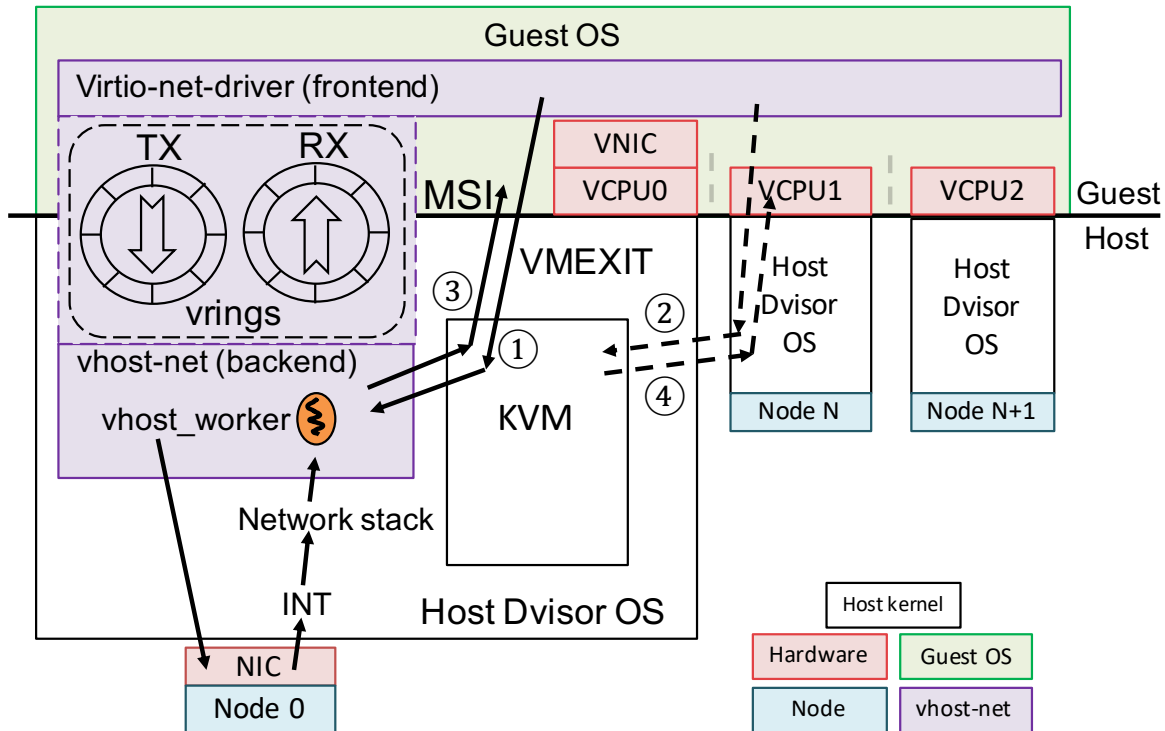 Guest OS
Virtio-net-driver (frontend)
TX
RX
vrings
VNIC
VCPU0
VCPU1
VCPU2
MSI
Guest
Host
VMEXIT
③
①
②
④
KVM
Host
Dvisor
OS
Node N
Host
Dvisor
OS
Node N+1
vhost-net (backend)
vhost_worker
Network stack
INT
Host Dvisor OS
NIC
Node 0
Host kernel
Hardware
Guest OS
Node
vhost-net